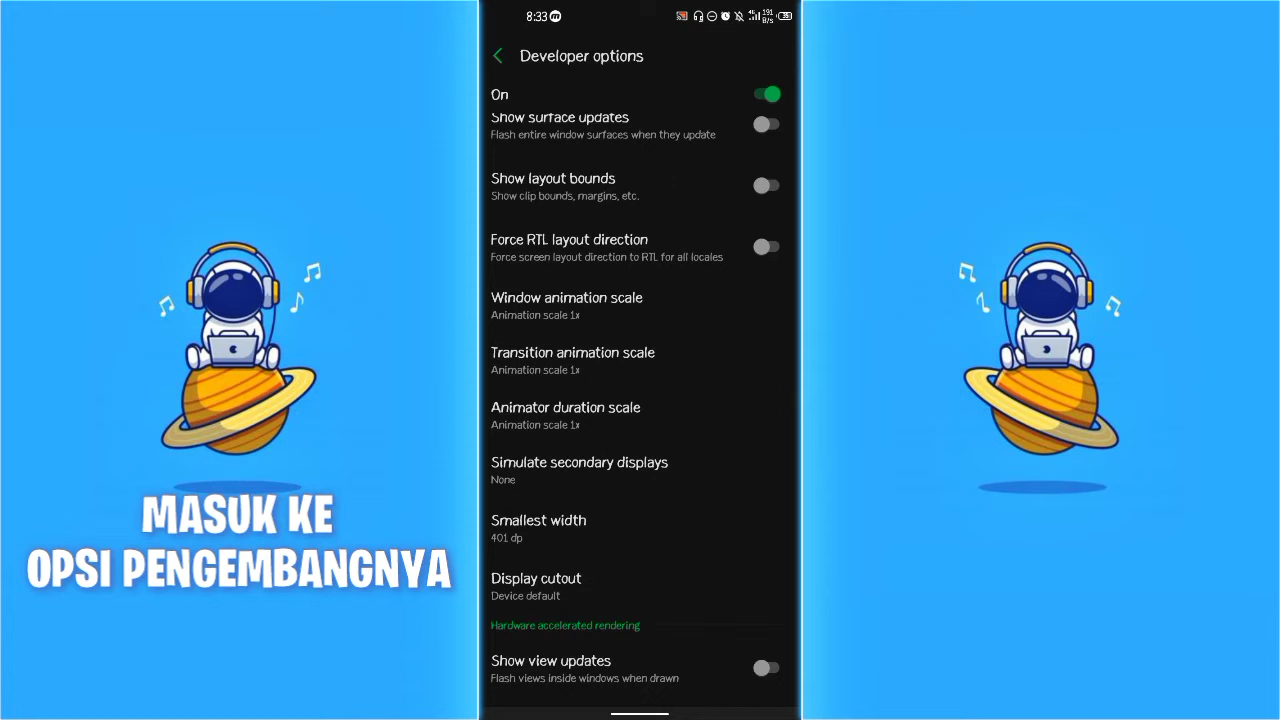 8:33
4G 191 B/s 35
Developer options
On
Show surface updates
Flash entire window surfaces when they update
Show layout bounds
Show clip bounds, margins, etc.
Force RTL layout direction
Force screen layout direction to RTL for all locales
Window animation scale
Animation scale 1x
Transition animation scale
Animation scale 1x
Animator duration scale
Animation scale 1x
Simulate secondary displays
None
Smallest width
401 dp
Display cutout
Device default
Hardware accelerated rendering
Show view updates
Flash views inside windows when drawn
MASUK KE
OPSI PENGEMBANGNYA